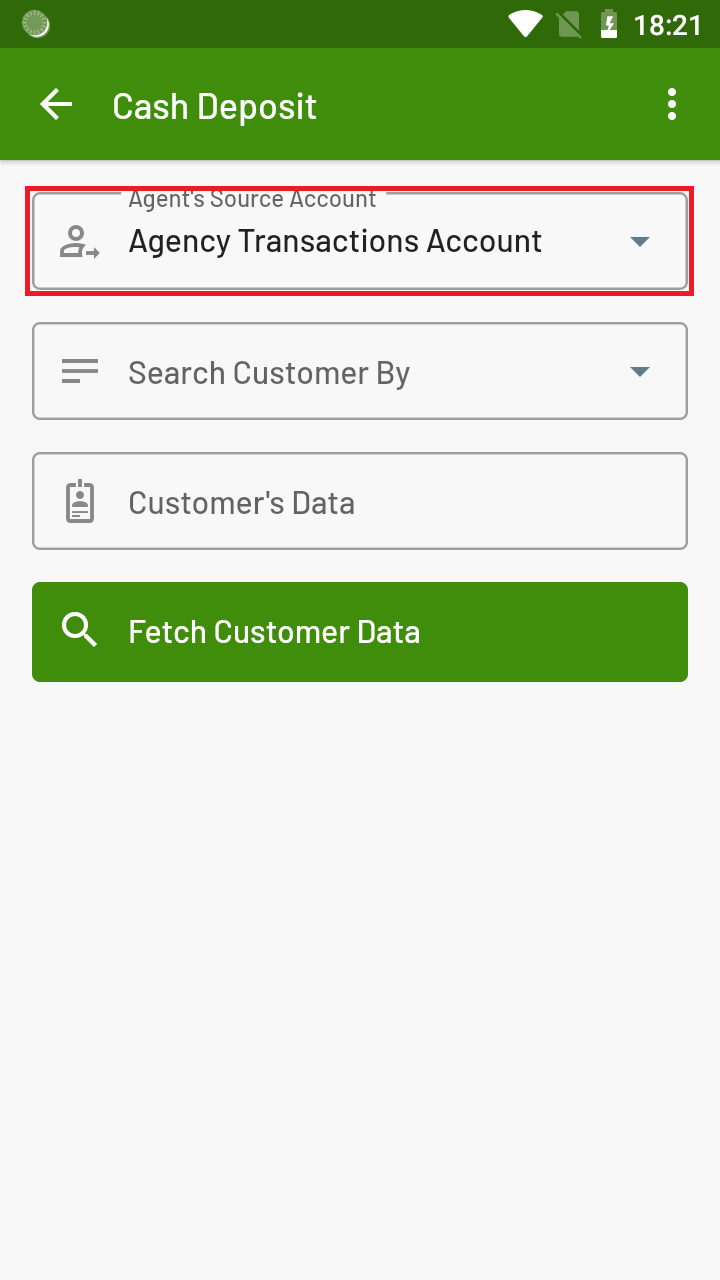 18:21
Cash Deposit
Agent's Source Account
Agency Transactions Account
Search Customer By
Customer's Data
Fetch Customer Data